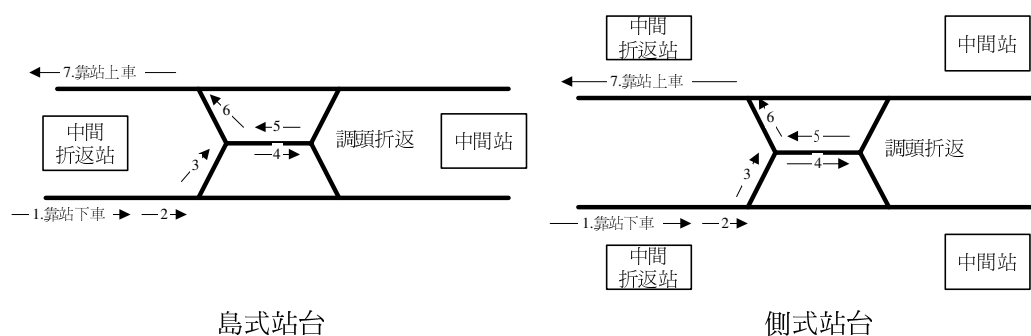 7.靠站上車
6
5
中間
折返站
4
調頭折返
中間站
3
1.靠站下車
2
島式站台
中間
折返站
中間站
7.靠站上車
6
5
4
調頭折返
3
1.靠站下車
2
中間
折返站
中間站
側式站台